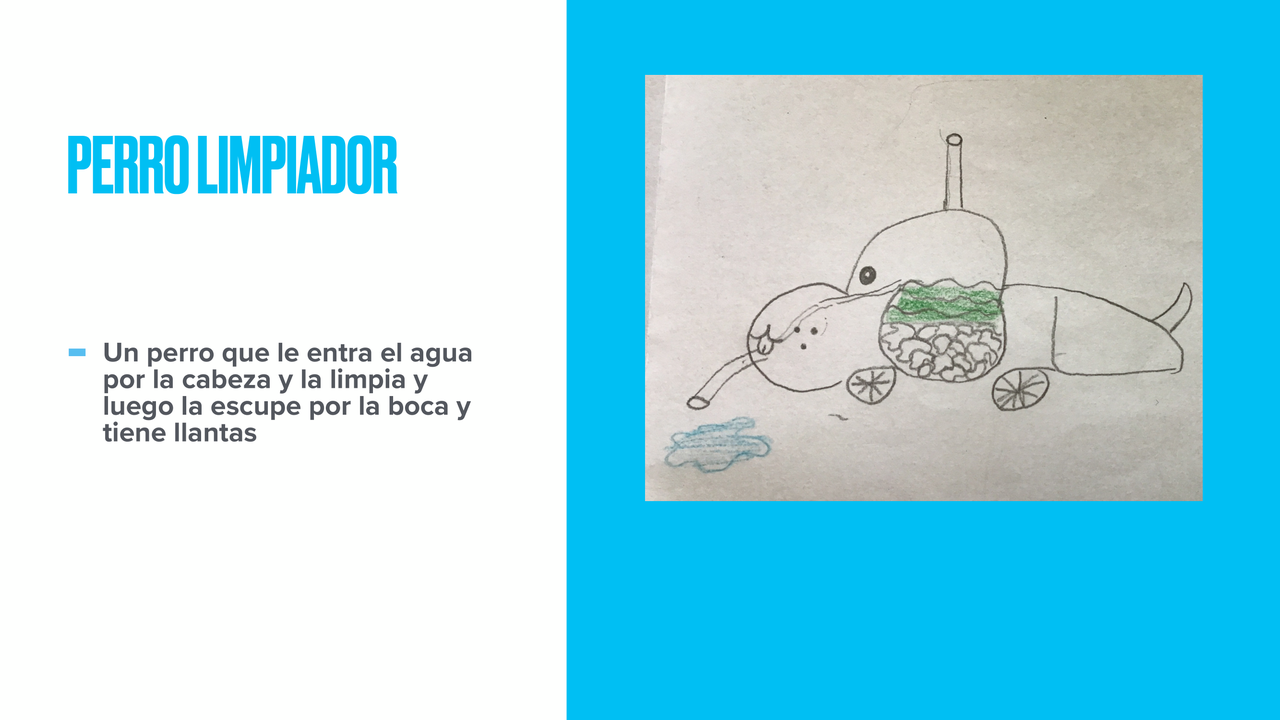 PERRO LIMPIADOR
Un perro que le entra el agua
por la cabeza y la limpia y
luego la escupe por la boca y
tiene llantas